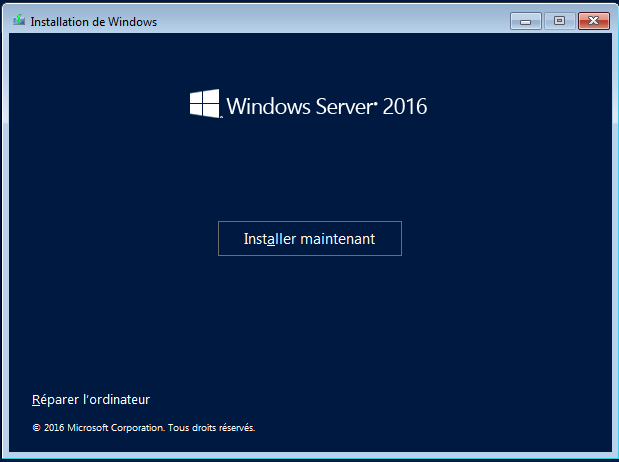 Installation de Windows
Windows Server 2016
Installer maintenant
Réparer l'ordinateur
© 2016 Microsoft Corporation. Tous droits réservés.